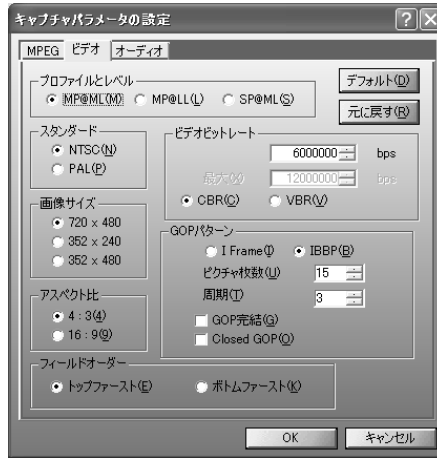 キャプチャパラメータの設定
MPEG ビデオ オーディオ
プロファイルとレベル
MP@ML(M) MP@LL(L) SP@ML(S)
デフォルト(D)
元に戻す(R)
スタンダード
NTSC(N)
PAL(P)
ビデオビットレート
6000000 bps
最大(X) 12000000 bps
CBR(C) VBR(V)
画像サイズ
720 x 480
352 x 240
352 x 480
GOPパターン
I Frame(I) IBBP(B)
ピクチャ枚数(U) 15
周期(T) 3
GOP完結(G)
Closed GOP(O)
アスペクト比
4 : 3(4)
16 : 9(9)
フィールドオーダー
トップファースト(E) ボトムファースト(K)
OK キャンセル